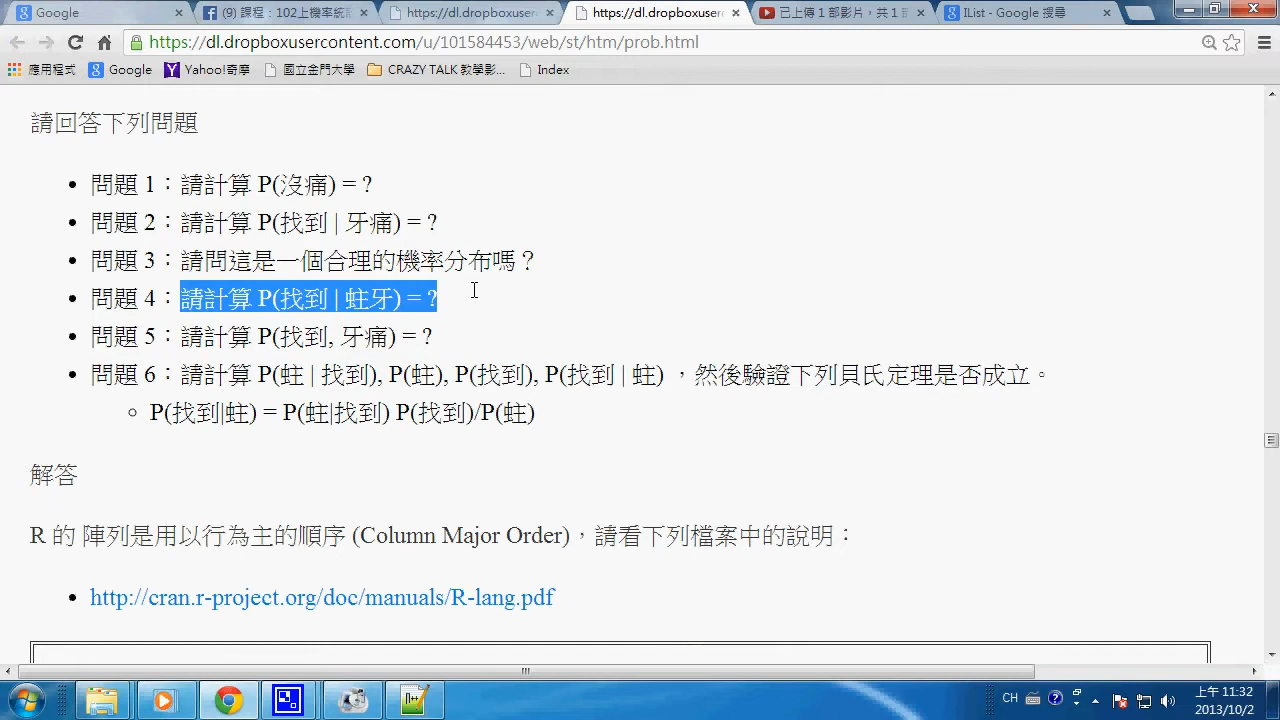 Google
(9) 課程：102上機率統計
https://dl.dropboxuser
https://dl.dropboxuser
已上傳 1 部影片，共 1 部
IList - Google 搜尋
https://dl.dropboxusercontent.com/u/101584453/web/st/htm/prob.html
應用程式 Google Yahoo!奇摩 國立金門大學 CRAZY TALK 教學影... Index
請回答下列問題
• 問題 1：請計算 P(沒痛) = ?
• 問題 2：請計算 P(找到 | 牙痛) = ?
• 問題 3：請問這是一個合理的機率分布嗎？
• 問題 4：請計算 P(找到 | 蛀牙) = ?
• 問題 5：請計算 P(找到, 牙痛) = ?
• 問題 6：請計算 P(蛀 | 找到), P(蛀), P(找到), P(找到 | 蛀) ，然後驗證下列貝氏定理是否成立。
◦ P(找到|蛀) = P(蛀|找到) P(找到)/P(蛀)
解答
R 的 陣列是用以行為主的順序 (Column Major Order)，請看下列檔案中的說明：
• http://cran.r-project.org/doc/manuals/R-lang.pdf
CH
上午 11:32
2013/10/2